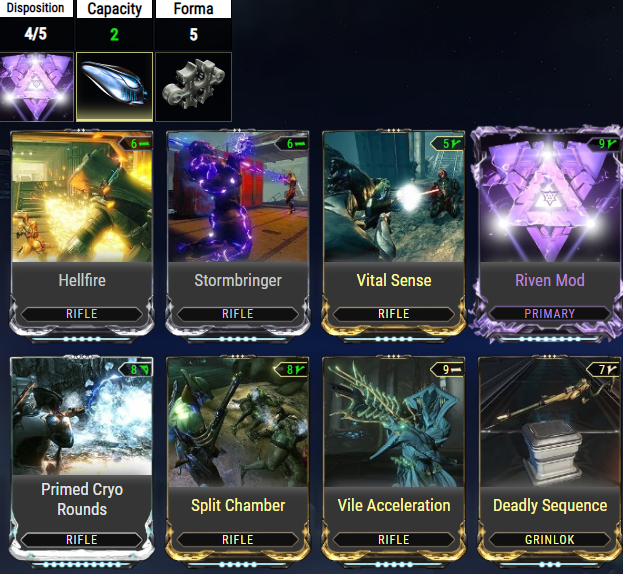 Disposition Capacity Forma
4/5 2 5
6 6 5 9
Hellfire Stormbringer Vital Sense Riven Mod
RIFLE RIFLE RIFLE PRIMARY
8 8 9 7
Primed Cryo
Rounds Split Chamber Vile Acceleration Deadly Sequence
RIFLE RIFLE RIFLE GRINLOK